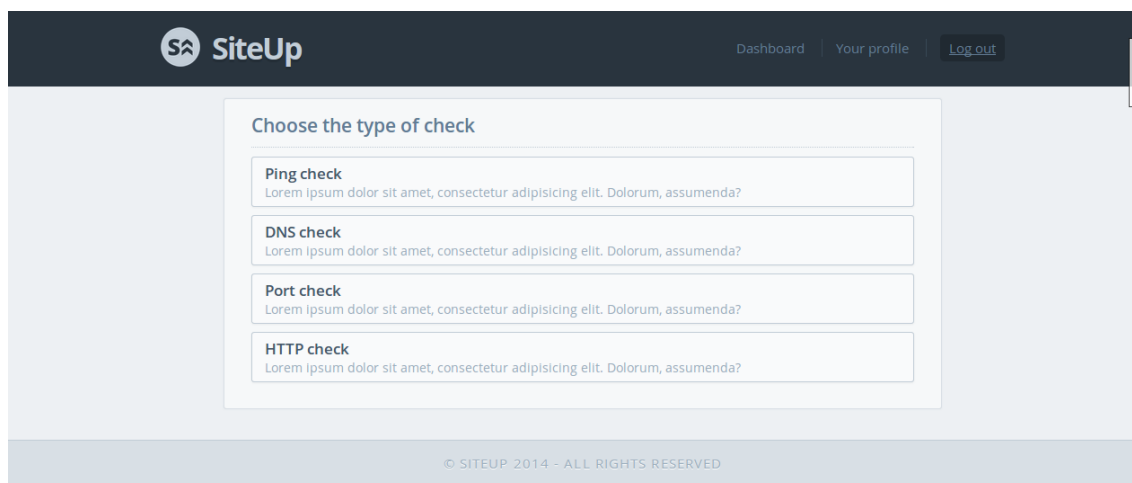 SiteUp
Dashboard
Your profile
Log out
Choose the type of check
Ping check
Lorem ipsum dolor sit amet, consectetur adipisicing elit. Dolorum, assumenda?
DNS check
Lorem ipsum dolor sit amet, consectetur adipisicing elit. Dolorum, assumenda?
Port check
Lorem ipsum dolor sit amet, consectetur adipisicing elit. Dolorum, assumenda?
HTTP check
Lorem ipsum dolor sit amet, consectetur adipisicing elit. Dolorum, assumenda?
© SITEUP 2014 - ALL RIGHTS RESERVED